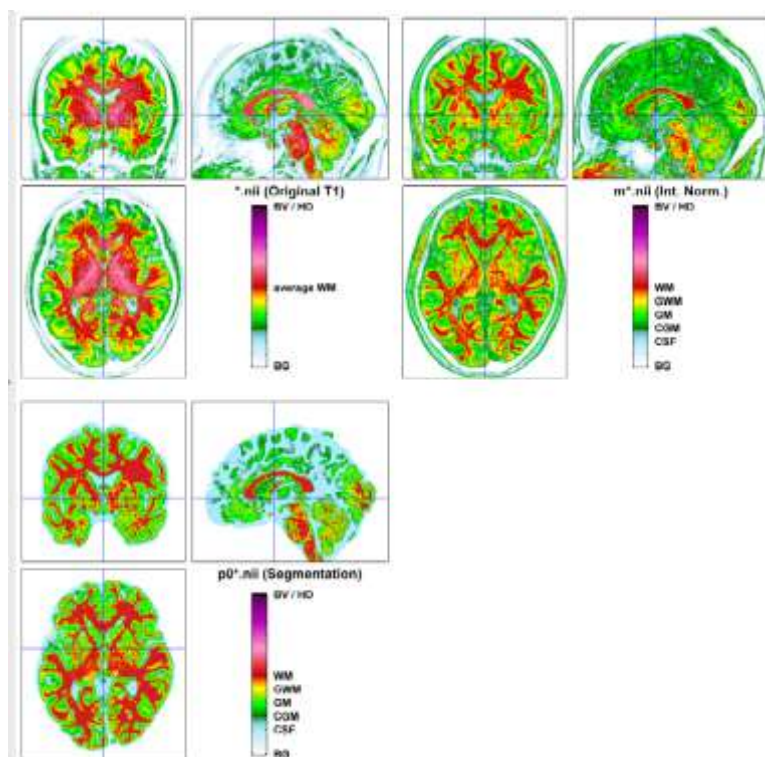 *.nii (Original T1)
BV / HD
average WM
BG
m*.nii (Int. Norm.)
BV / HD
WM
GWM
GM
CGM
CSF
BG
p0*.nii (Segmentation)
BV / HD
WM
GWM
GM
CGM
CSF
BG